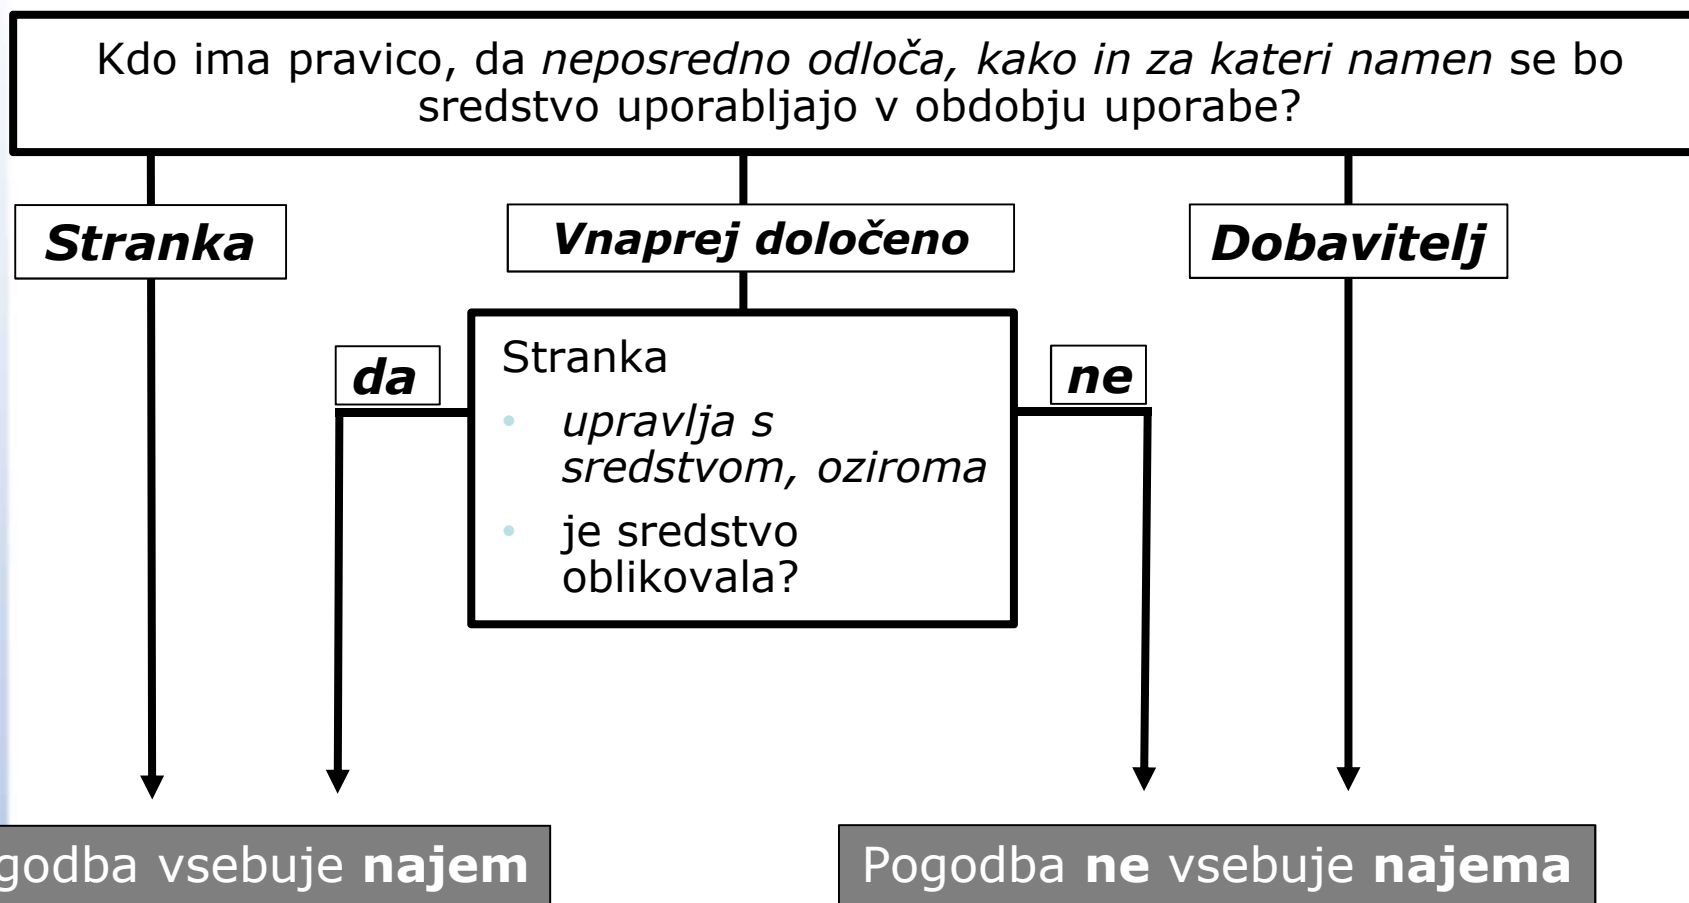 Kdo ima pravico, da neposredno odloča, kako in za kateri namen se bo
sredstvo uporabljajo v obdobju uporabe?
Stranka
Vnaprej določeno
Dobavitelj
da
Stranka
• upravlja s
sredstvom, oziroma
• je sredstvo
oblikovala?
ne
godba vsebuje najem
Pogodba ne vsebuje najema